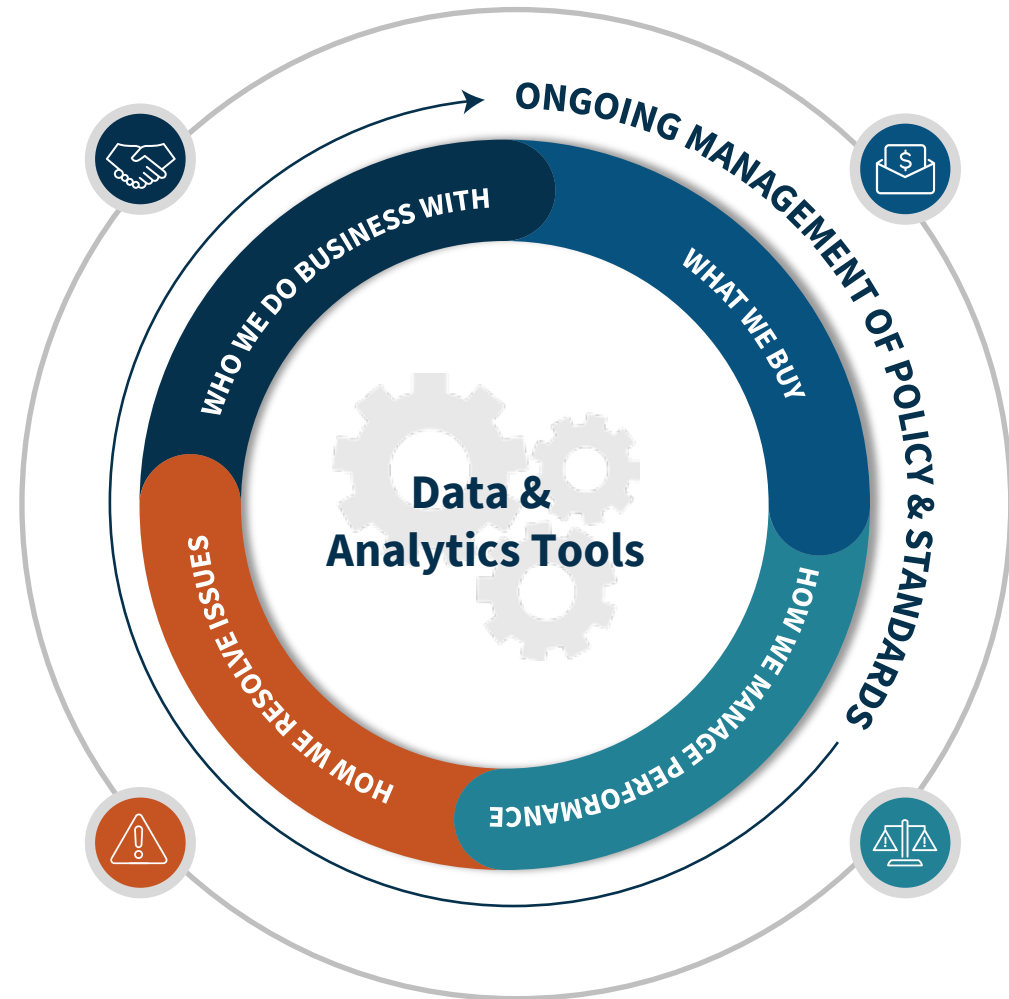 ONGOING MANAGEMENT OF POLICY & STANDARDS
WHO WE DO BUSINESS WITH
WHAT WE BUY
HOW WE MANAGE PERFORMANCE
HOW WE RESOLVE ISSUES
Data &
Analytics Tools
$
! !
!